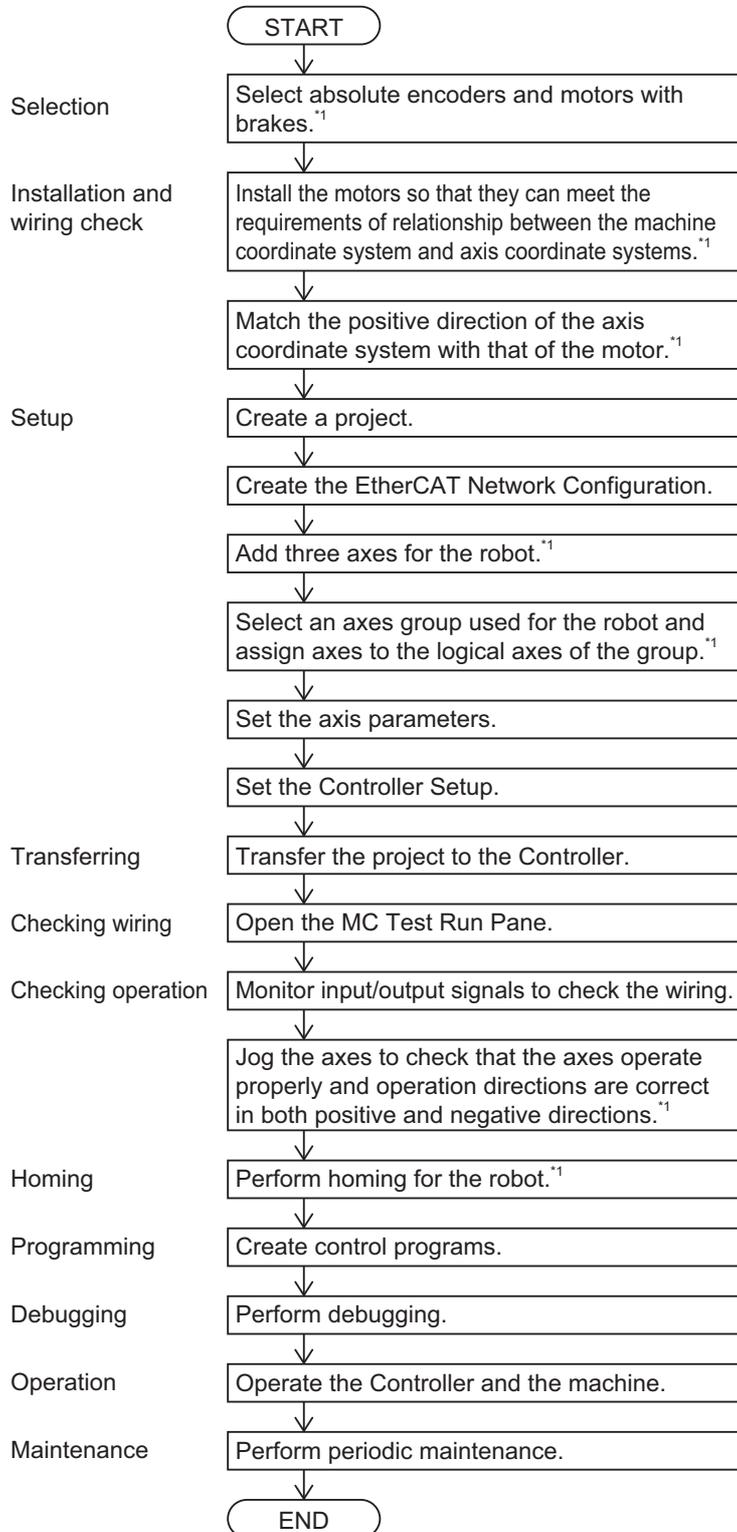 START
Selection
Select absolute encoders and motors with
brakes.*1
Installation and
wiring check
Install the motors so that they can meet the
requirements of relationship between the machine
coordinate system and axis coordinate systems.*1
Match the positive direction of the axis
coordinate system with that of the motor.*1
Setup
Create a project.
Create the EtherCAT Network Configuration.
Add three axes for the robot.*1
Select an axes group used for the robot and
assign axes to the logical axes of the group.*1
Set the axis parameters.
Set the Controller Setup.
Transferring
Transfer the project to the Controller.
Checking wiring
Open the MC Test Run Pane.
Checking operation
Monitor input/output signals to check the wiring.
Jog the axes to check that the axes operate
properly and operation directions are correct
in both positive and negative directions.*1
Homing
Perform homing for the robot.*1
Programming
Create control programs.
Debugging
Perform debugging.
Operation
Operate the Controller and the machine.
Maintenance
Perform periodic maintenance.
END